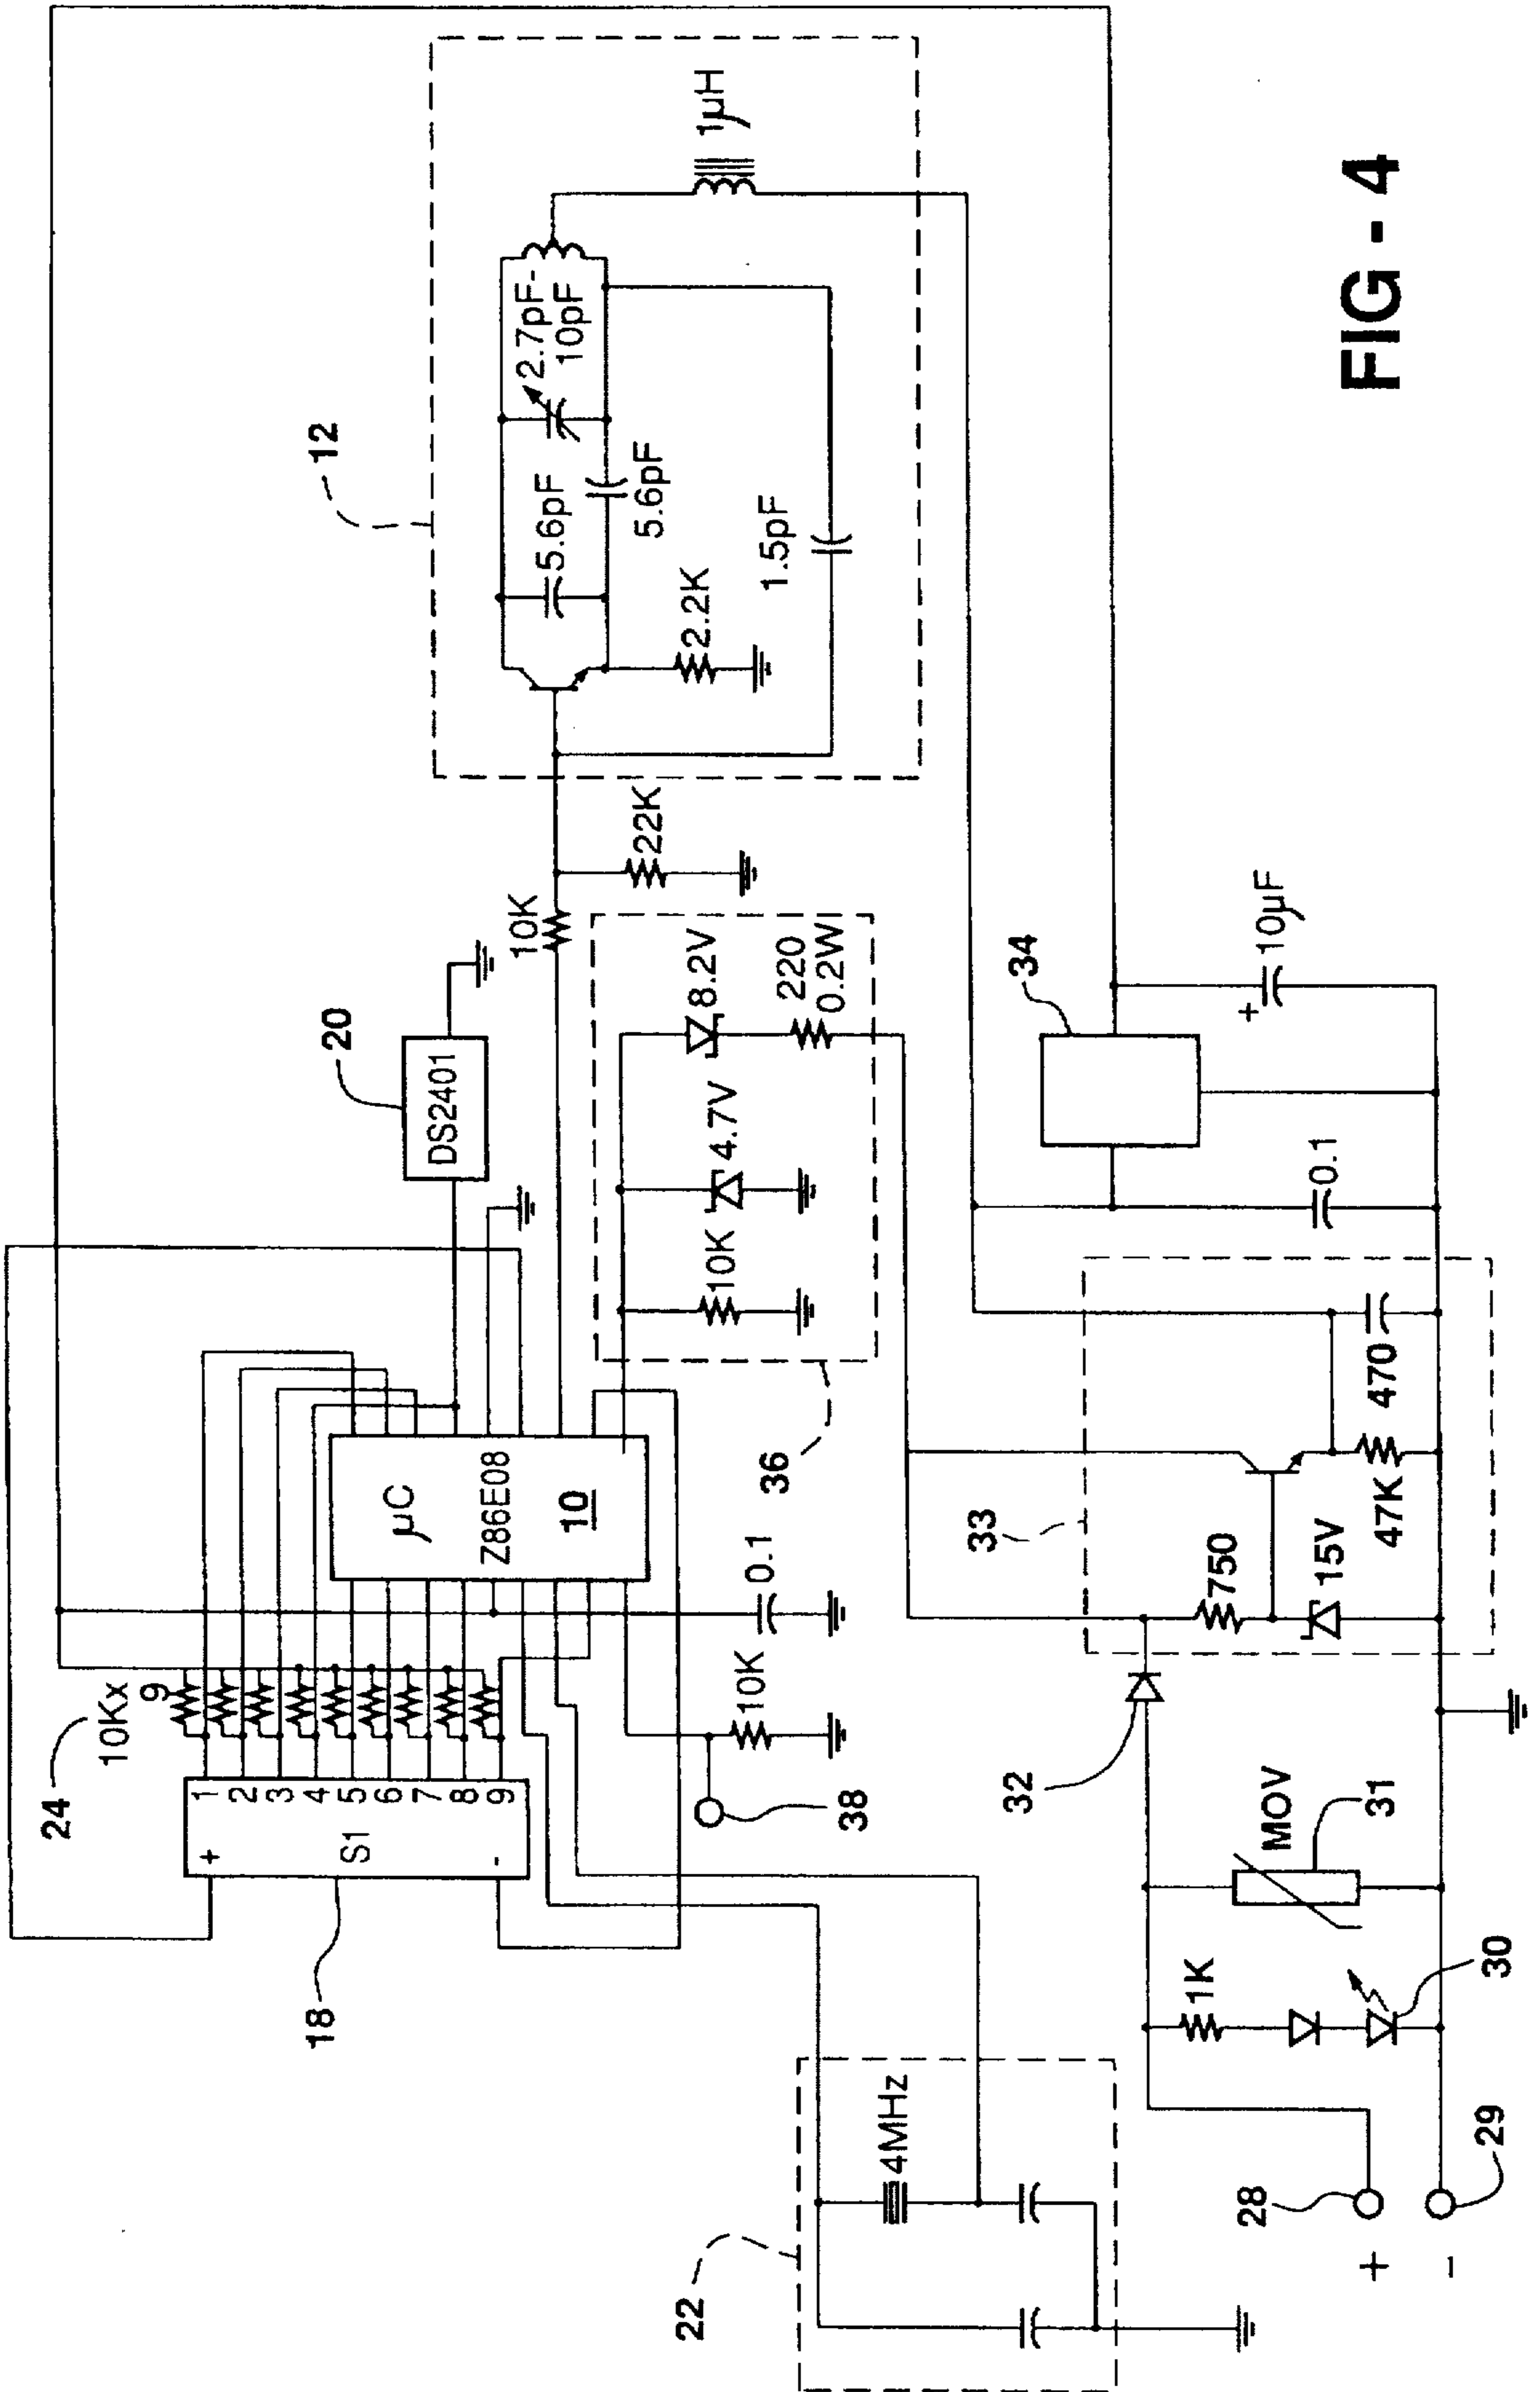 24
10Kx
9
18
+
S1
-
1
2
3
4
5
6
7
8
9
µC
Z86E08
10
20
DS2401
12
5.6pF
2.7pF-
10pF
5.6pF
1µH
2.2K
1.5pF
10K
22K
38
10K
0.1
36
10K
4.7V
8.2V
220
0.2W
22
4MHz
28
+
29
-
1K
30
MOV
31
32
33
750
15V
47K
470
0.1
34
+
10µF
FIG - 4